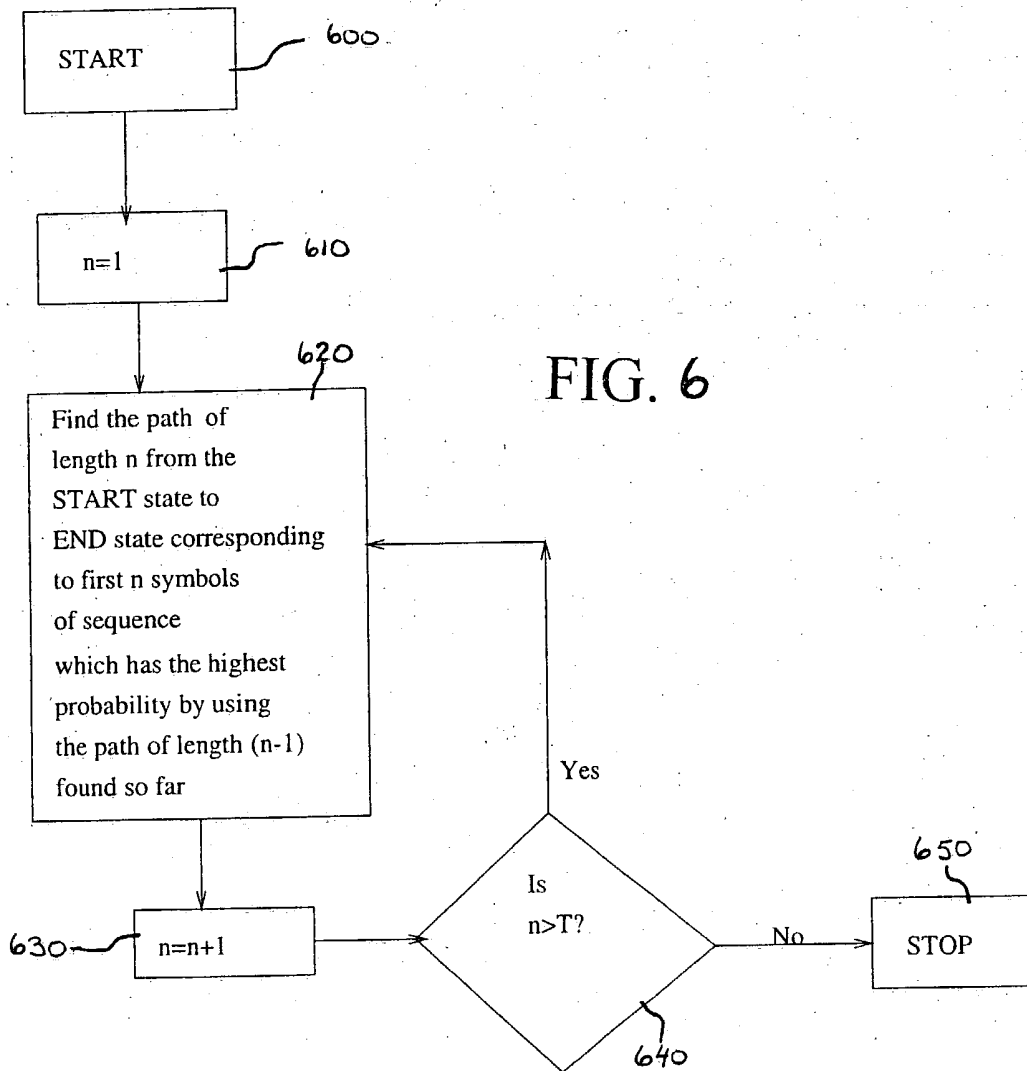 START
600
n=1
610
620
FIG. 6
Find the path of
length n from the
START state to
END state corresponding
to first n symbols
of sequence
which has the highest
probability by using
the path of length (n-1)
found so far
Yes
630
n=n+1
Is
n>T?
640
No
650
STOP